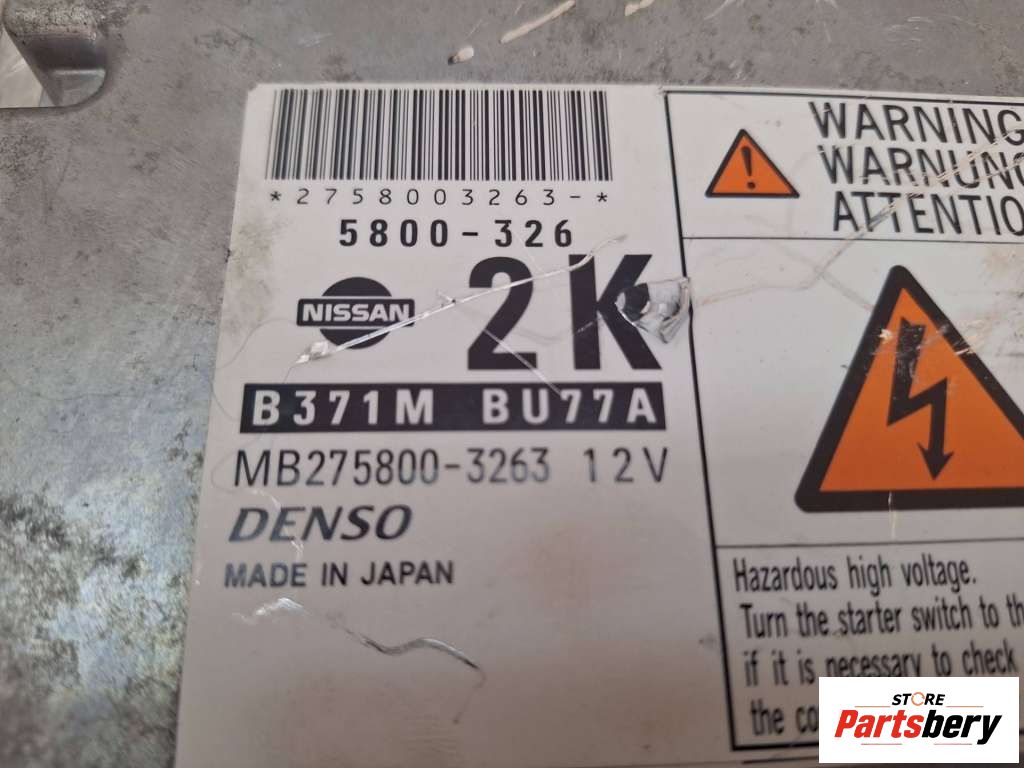 *2758003263-*
5800-326
NISSAN
2K
B371M BU77A
MB275800-3263 12V
DENSO
MADE IN JAPAN
WARNING
WARNUNG
ATTENTIO
Hazardous high voltage.
Turn the starter switch to th
if it is necessary to check
the co
STORE
Partsbery